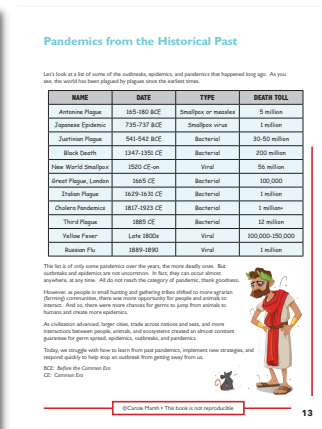 Pandemics from the Historical Past
Let's look at a list of some of the outbreaks, epidemics, and pandemics that happened long ago. As you
see, the world has been plagued by plagues since the earliest times.
NAME DATE TYPE DEATH TOLL
Antonine Plague 165-180 BCE Smallpox or measles 5 million
Japanese Epidemic 735-737 BCE Smallpox virus 1 million
Justinian Plague 541-542 BCE Bacterial 30-50 million
Black Death 1347-1351 CE Bacterial 200 million
New World Smallpox 1520 CE-on Viral 56 million
Great Plague, London 1665 CE Bacterial 100,000
Italian Plague 1629-1631 CE Bacterial 1 million
Cholera Pandemics 1817-1923 CE Bacterial 1 million+
Third Plague 1885 CE Bacterial 12 million
Yellow Fever Late 1800s Viral 100,000-150,000
Russian Flu 1889-1890 Viral 1 million
This list is of only some pandemics over the years, the more deadly ones. But
outbreaks and epidemics are not uncommon. In fact, they can occur almost
anywhere, at any time. All do not reach the category of pandemic, thank goodness.
However, as people in small hunting and gathering tribes shifted to more agrarian
(farming) communities, there was more opportunity for people and animals to
interact. And so, there were more chances for germs to jump from animals to
humans and create more epidemics.
As civilization advanced, larger cities, trade across nations and seas, and more
interactions between people, animals, and ecosystems created an almost constant
guarantee for germ spread, epidemics, outbreaks, and pandemics.
Today, we struggle with how to learn from past pandemics, implement new strategies, and
respond quickly to help stop an outbreak from getting away from us.
BCE: Before the Common Era
CE: Common Era
©Carole Marsh • This book is not reproducible
13